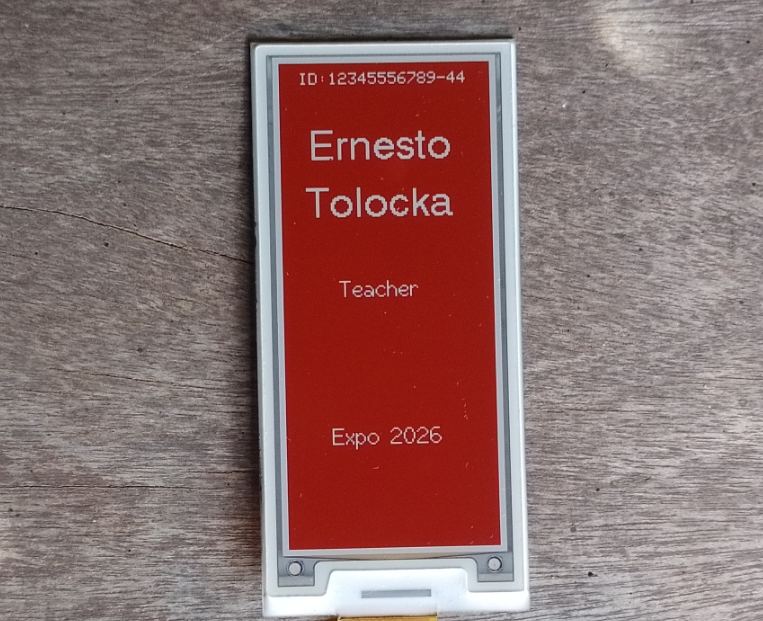 ID:12345556789-44
Ernesto
Tolocka
Teacher
Expo 2026